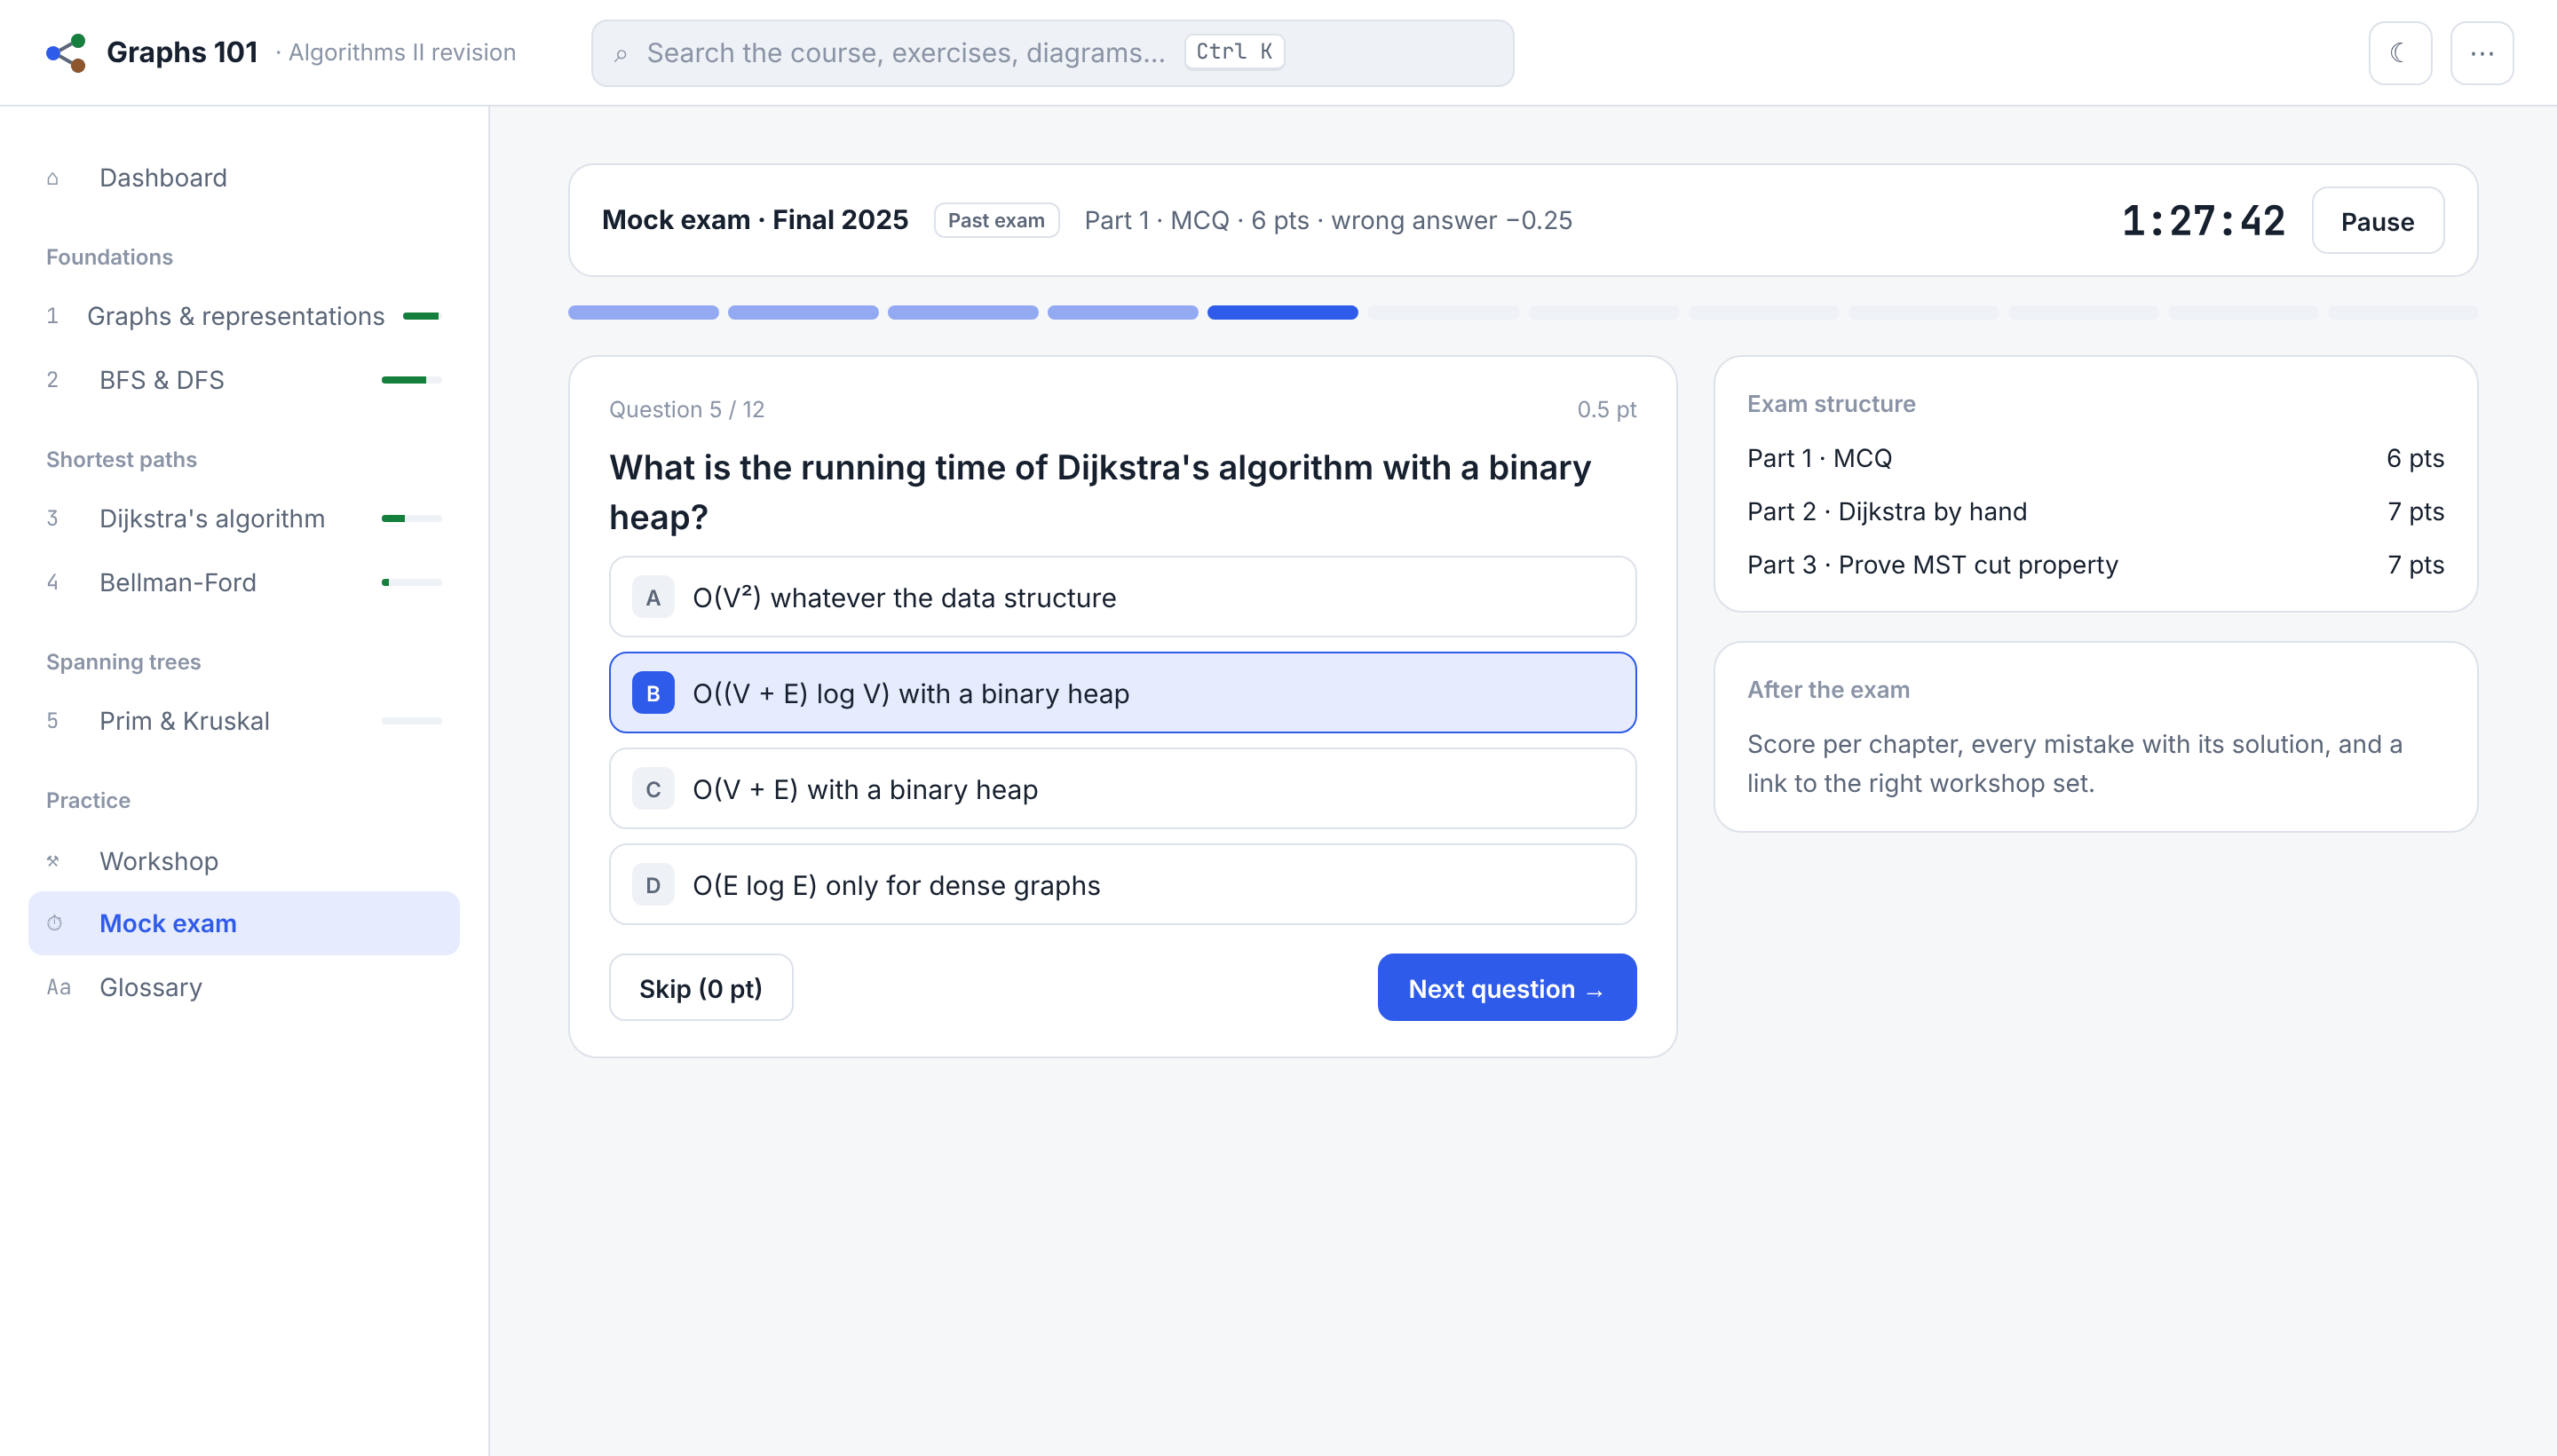 Graphs 101 · Algorithms II revision
Search the course, exercises, diagrams... Ctrl K
Dashboard
Foundations
1 Graphs & representations
2 BFS & DFS
Shortest paths
3 Dijkstra's algorithm
4 Bellman-Ford
Spanning trees
5 Prim & Kruskal
Practice
Workshop
Mock exam
Aa Glossary
Mock exam · Final 2025 Past exam Part 1 · MCQ · 6 pts · wrong answer −0.25 1:27:42 Pause
Question 5 / 12 0.5 pt
What is the running time of Dijkstra's algorithm with a binary
heap?
A O(V²) whatever the data structure
B O((V + E) log V) with a binary heap
C O(V + E) with a binary heap
D O(E log E) only for dense graphs
Skip (0 pt) Next question →
Exam structure
Part 1 · MCQ 6 pts
Part 2 · Dijkstra by hand 7 pts
Part 3 · Prove MST cut property 7 pts
After the exam
Score per chapter, every mistake with its solution, and a
link to the right workshop set.